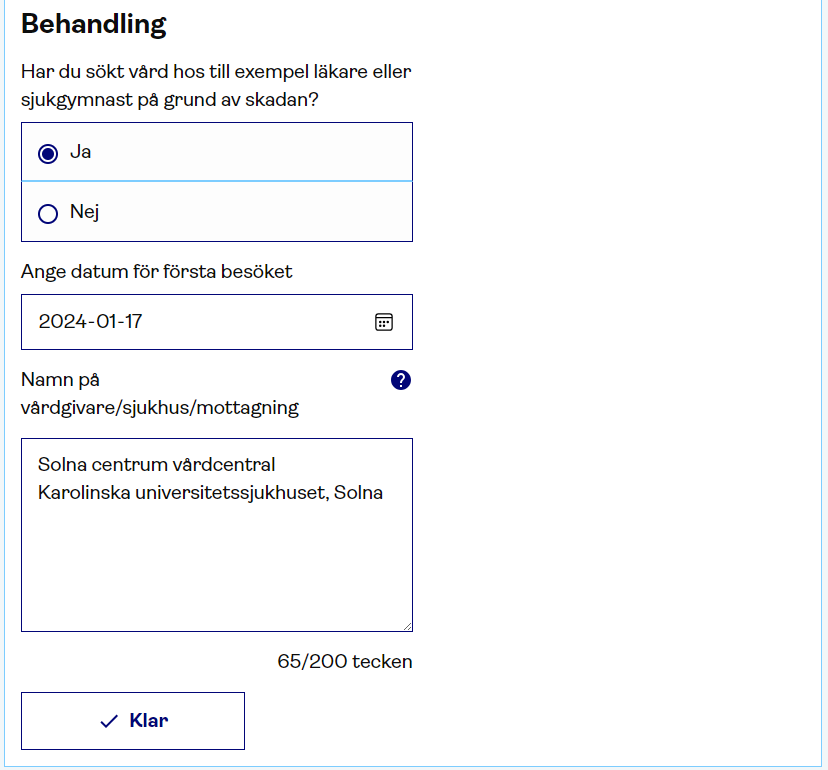 Behandling
Har du sökt vård hos till exempel läkare eller
sjukgymnast på grund av skadan?
Ja
Nej
Ange datum för första besöket
2024-01-17
Namn på
vårdgivare/sjukhus/mottagning
?
Solna centrum vårdcentral
Karolinska universitetssjukhuset, Solna
65/200 tecken
Klar